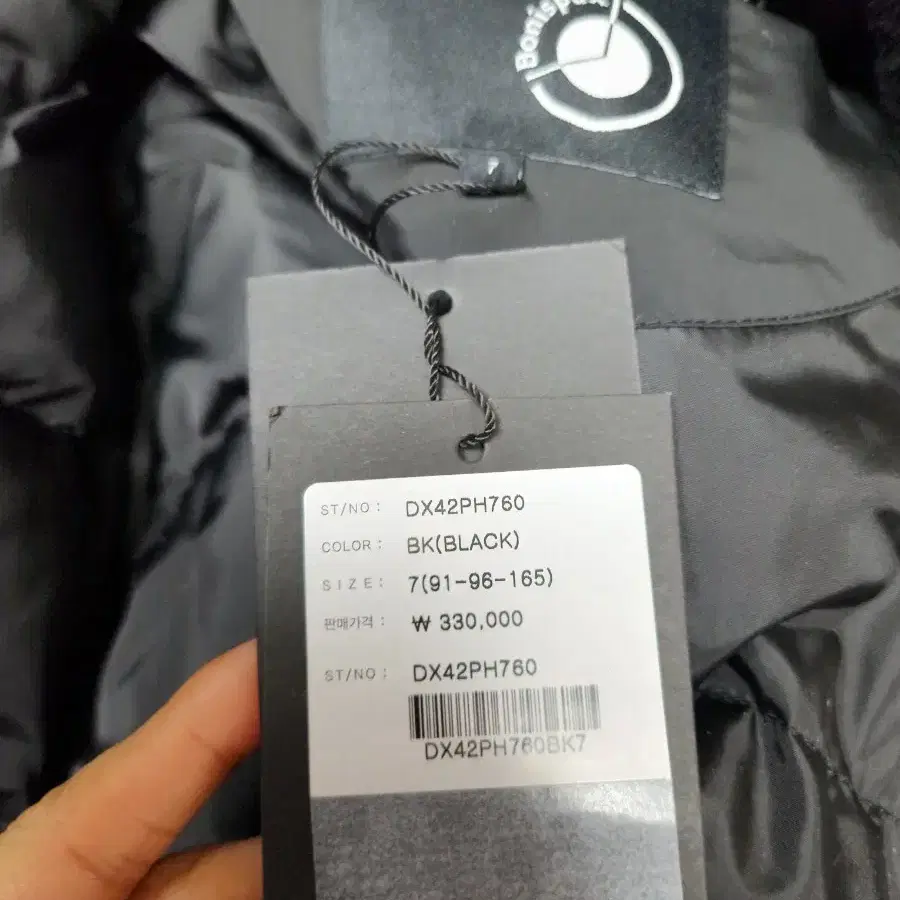 Bonispax
ST/NO : DX42PH760
COLOR : BK(BLACK)
SIZE : 7(91-96-165)
판매가격 : ₩ 330,000
ST/NO : DX42PH760
DX42PH760BK7